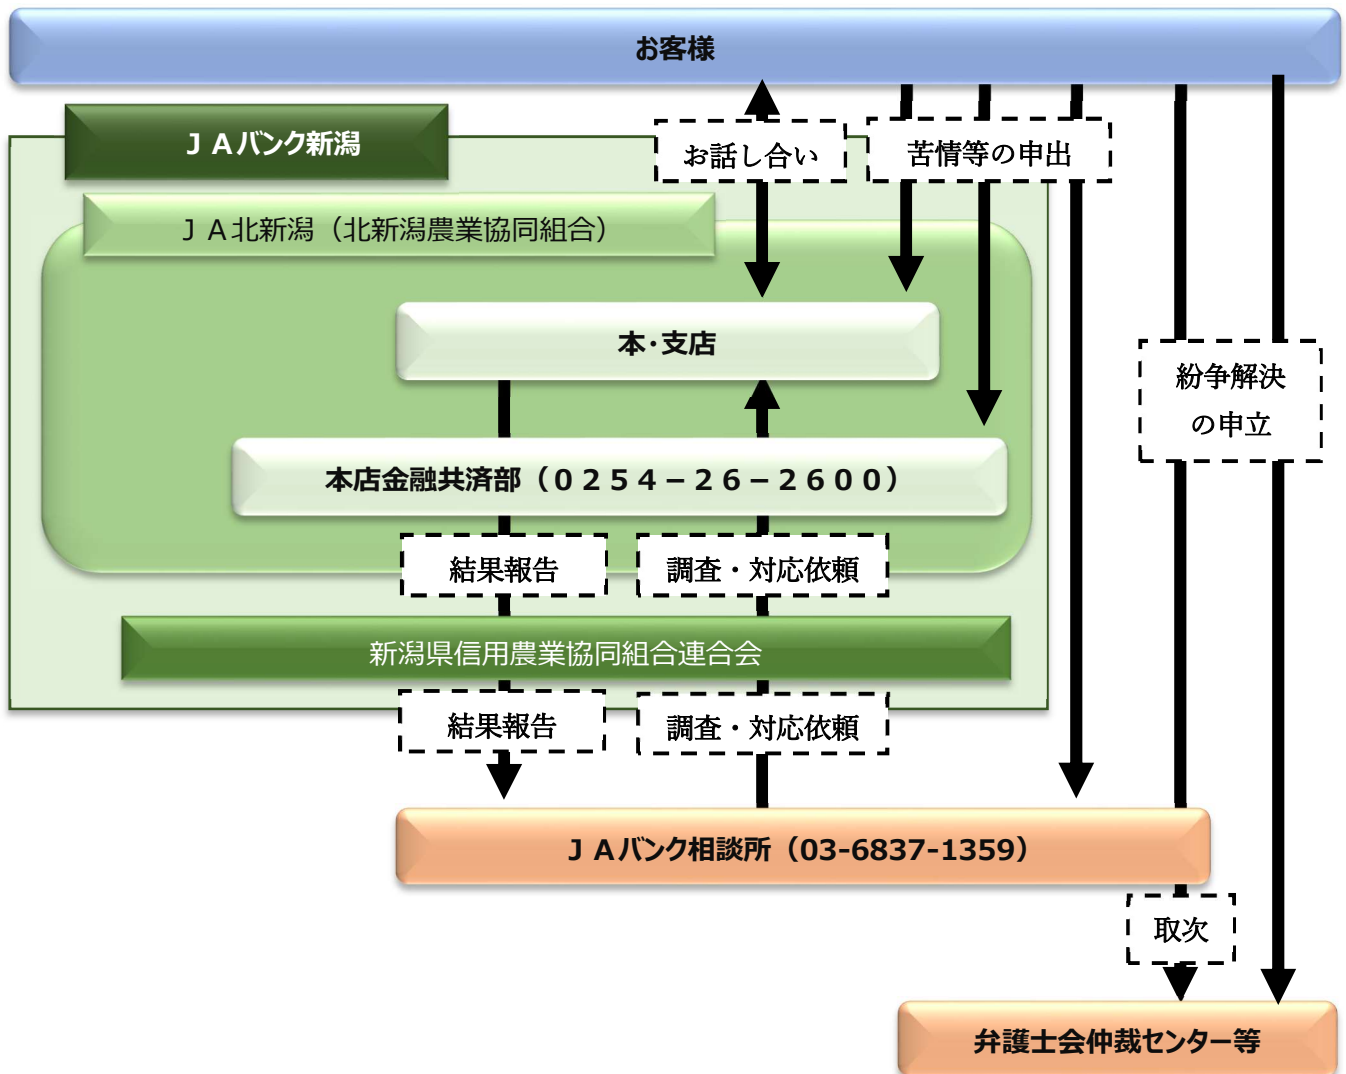 お客様
ＪＡバンク新潟
お話し合い
苦情等の申出
ＪＡ北新潟（北新潟農業協同組合）
本･支店
紛争解決
の申立
本店金融共済部（０２５４－２６－２６００）
結果報告
調査・対応依頼
新潟県信用農業協同組合連合会
結果報告
調査・対応依頼
ＪＡバンク相談所（03-6837-1359）
取次
弁護士会仲裁センター等